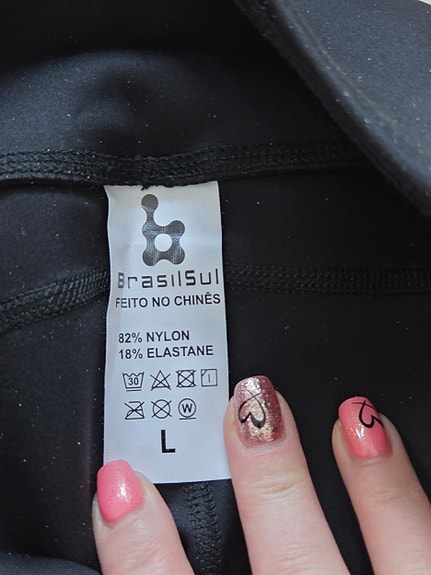 BrasilSul
FEITO NO CHINÊS
82% NYLON
18% ELASTANE
30
W
L